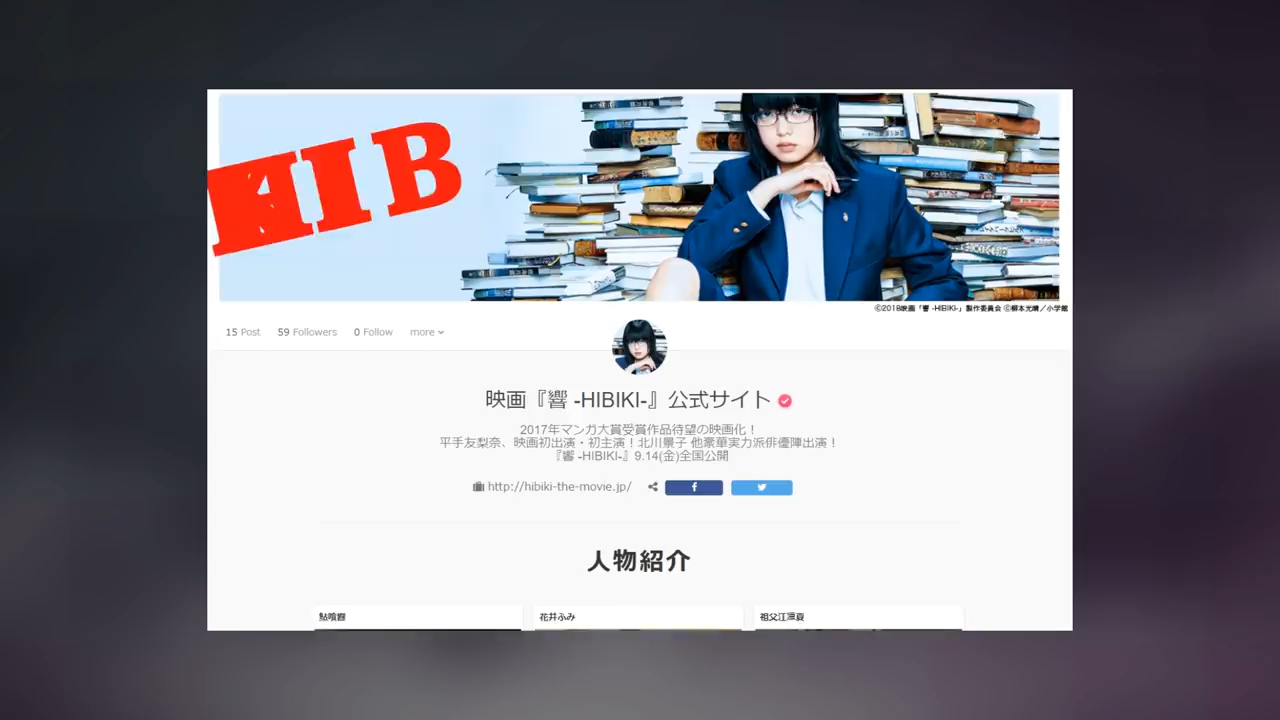 HIB
©2018映画「響 -HIBIKI-」製作委員会 ©柳本光晴／小学館
15 Post 59 Followers 0 Follow more
映画『響 -HIBIKI-』公式サイト
2017年マンガ大賞受賞作品待望の映画化！
平手友梨奈、映画初出演・初主演！北川景子 他豪華実力派俳優陣出演！
『響 -HIBIKI-』9.14(金)全国公開
http://hibiki-the-movie.jp/
人物紹介
鮎喰響 花井ふみ 祖父江凛夏